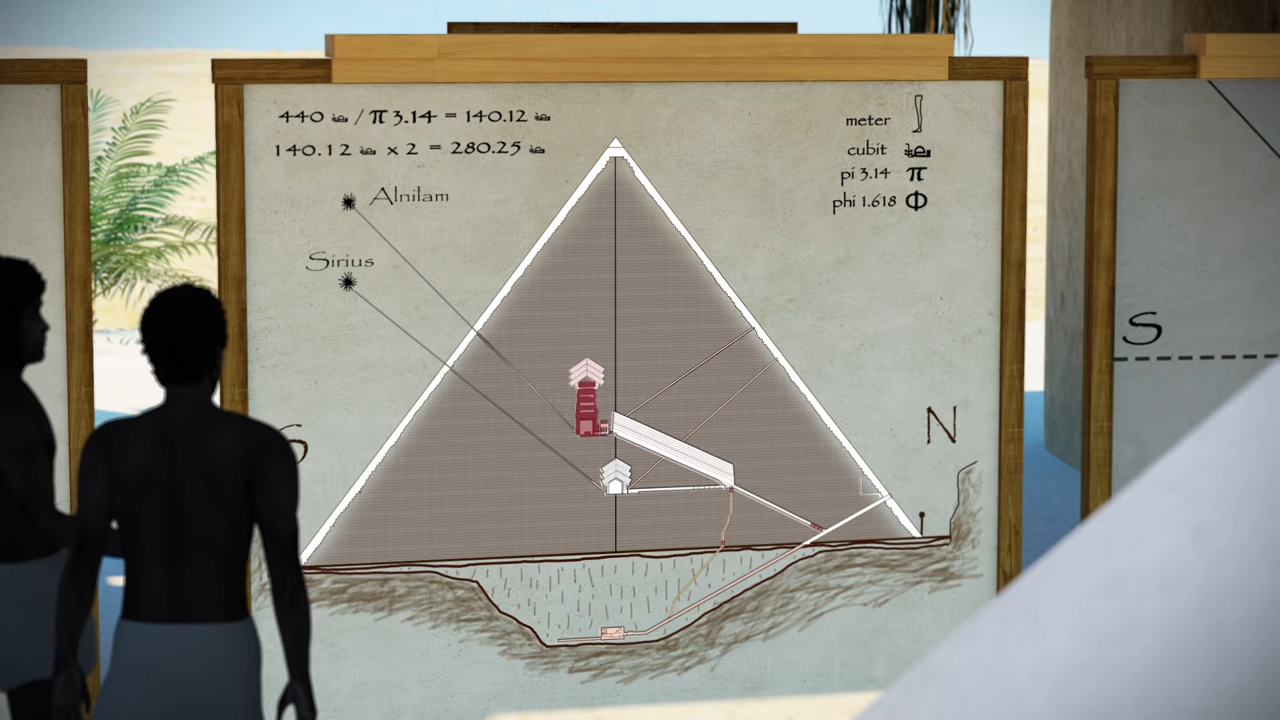 440 / π 3.14 = 140.12
140.12 x 2 = 280.25
Alnilam
Sirius
meter
cubit
pi 3.14 π
phi 1.618 Φ
S
N
S